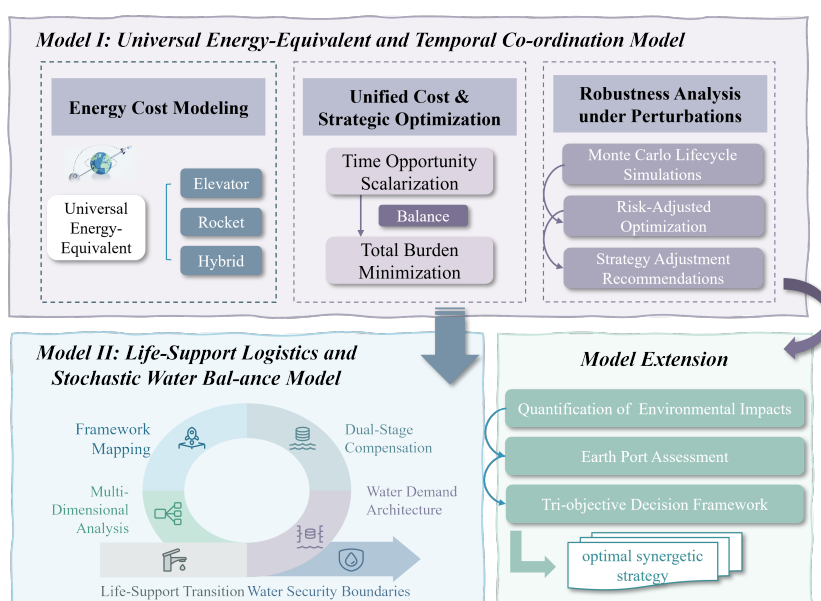 Model I: Universal Energy-Equivalent and Temporal Co-ordination Model
Energy Cost Modeling
Universal
Energy-
Equivalent
Elevator
Rocket
Hybrid
Unified Cost &
Strategic Optimization
Time Opportunity
Scalarization
Balance
Total Burden
Minimization
Robustness Analysis
under Perturbations
Monte Carlo Lifecycle
Simulations
Risk-Adjusted
Optimization
Strategy Adjustment
Recommendations
Model II: Life-Support Logistics and
Stochastic Water Bal-ance Model
Framework
Mapping
Dual-Stage
Compensation
Multi-
Dimensional
Analysis
Water Demand
Architecture
Life-Support Transition
Water Security Boundaries
Model Extension
Quantification of Environmental Impacts
Earth Port Assessment
Tri-objective Decision Framework
optimal synergetic
strategy